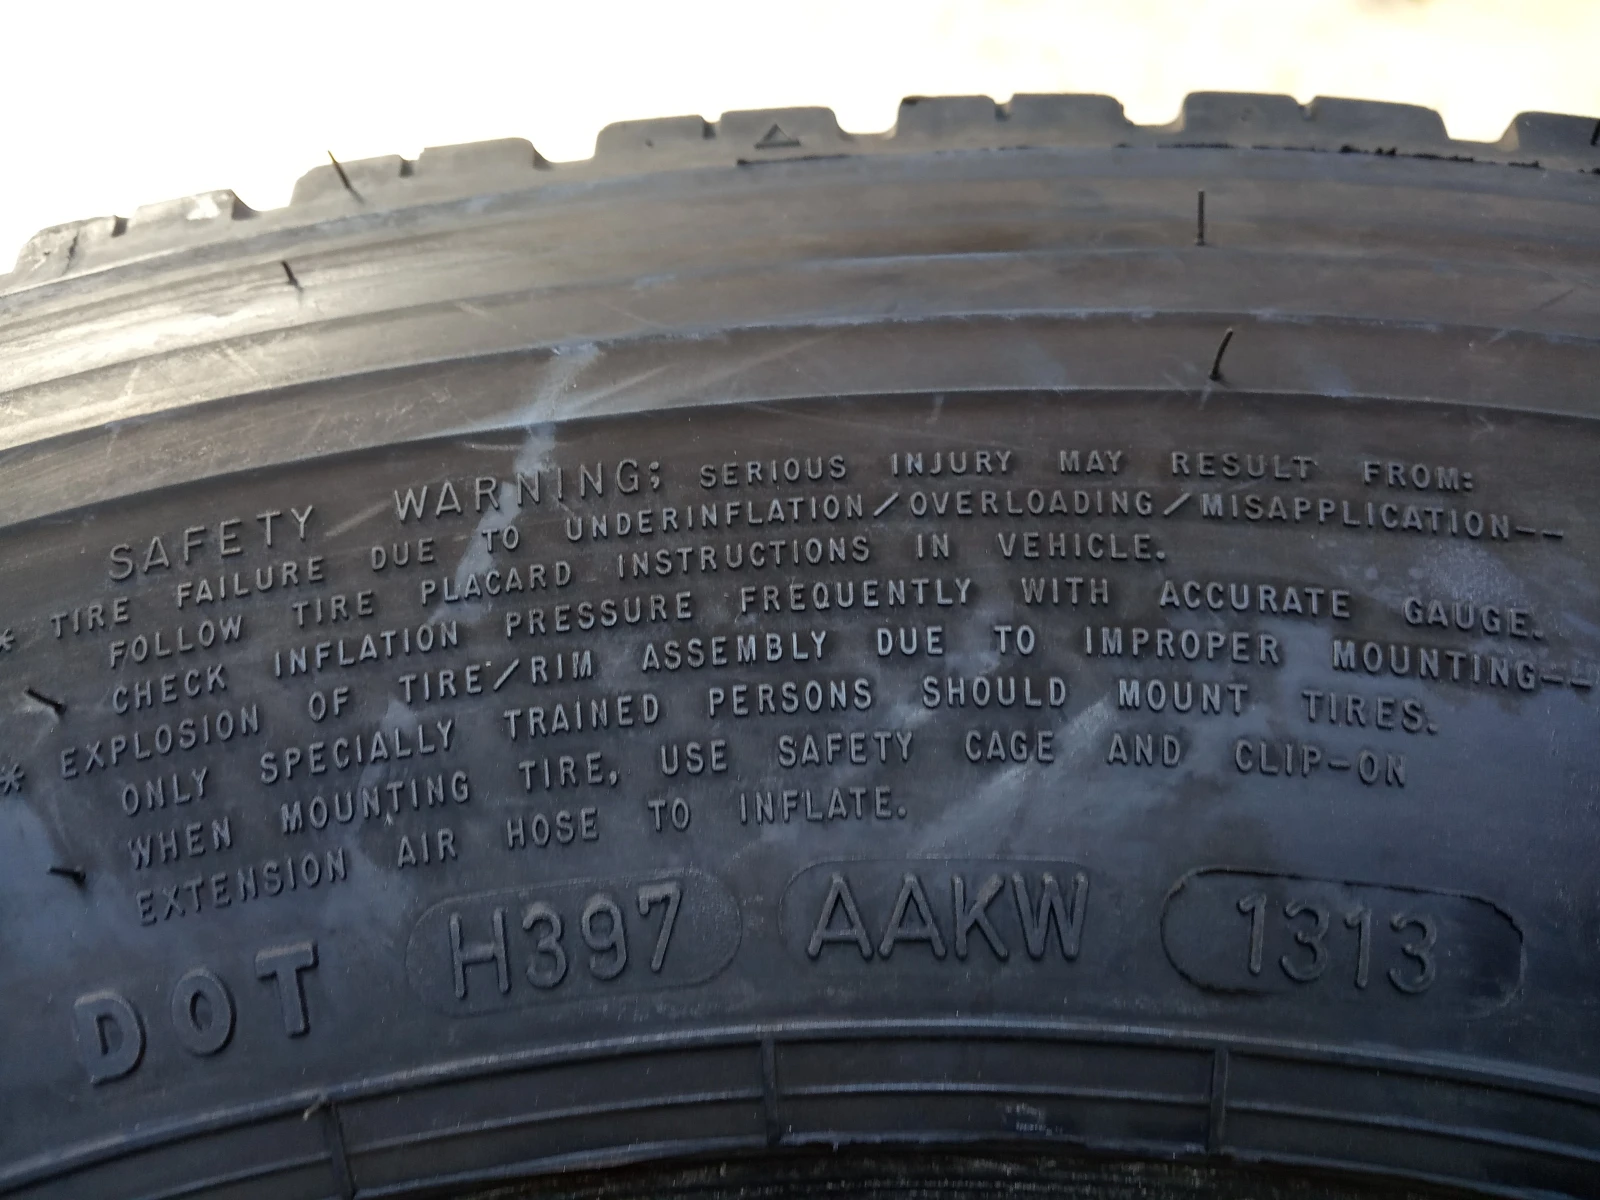 SAFETY WARNING; SERIOUS INJURY MAY RESULT FROM:
* TIRE FAILURE DUE TO UNDERINFLATION/OVERLOADING/MISAPPLICATION--
FOLLOW TIRE PLACARD INSTRUCTIONS IN VEHICLE.
CHECK INFLATION PRESSURE FREQUENTLY WITH ACCURATE GAUGE.
* EXPLOSION OF TIRE/RIM ASSEMBLY DUE TO IMPROPER MOUNTING--
ONLY SPECIALLY TRAINED PERSONS SHOULD MOUNT TIRES.
WHEN MOUNTING TIRE, USE SAFETY CAGE AND CLIP-ON
EXTENSION AIR HOSE TO INFLATE.
DOT H397 AAKW 1313